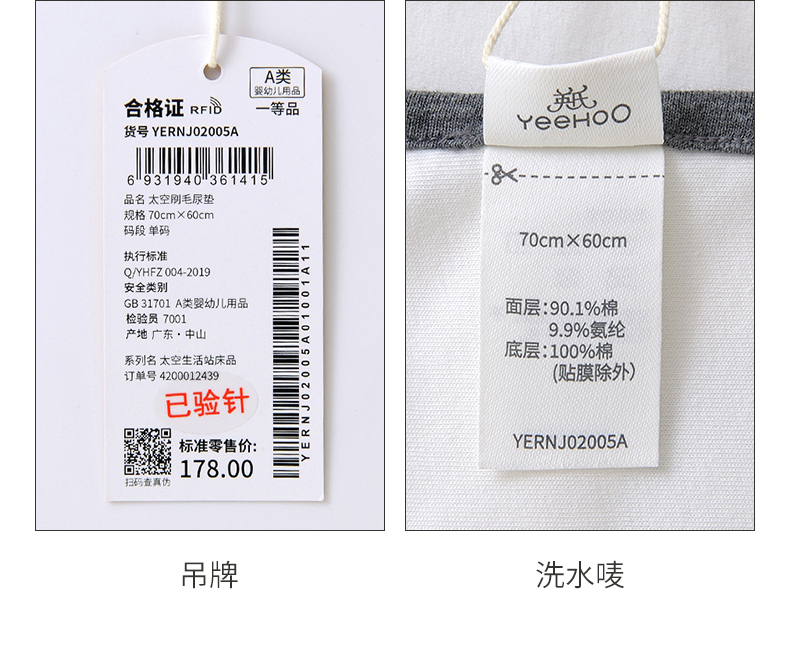 A类
婴幼儿用品
合格证 RFID
一等品
货号 YERNJ02005A
6 931940 361415
品名 太空刷毛尿垫
规格 70cm×60cm
码段 单码
执行标准
Q/YHFZ 004-2019
安全类别
GB 31701 A类婴幼儿用品
检验员 7001
产地 广东·中山
系列名 太空生活站床品
订单号 4200012439
已验针
标准零售价:
178.00
扫码查真伪
YERNJ02005A01001A11
英氏
YeeHoO
70cm×60cm
面层:90.1%棉
9.9%氨纶
底层:100%棉
(贴膜除外)
YERNJ02005A
吊牌
洗水唛